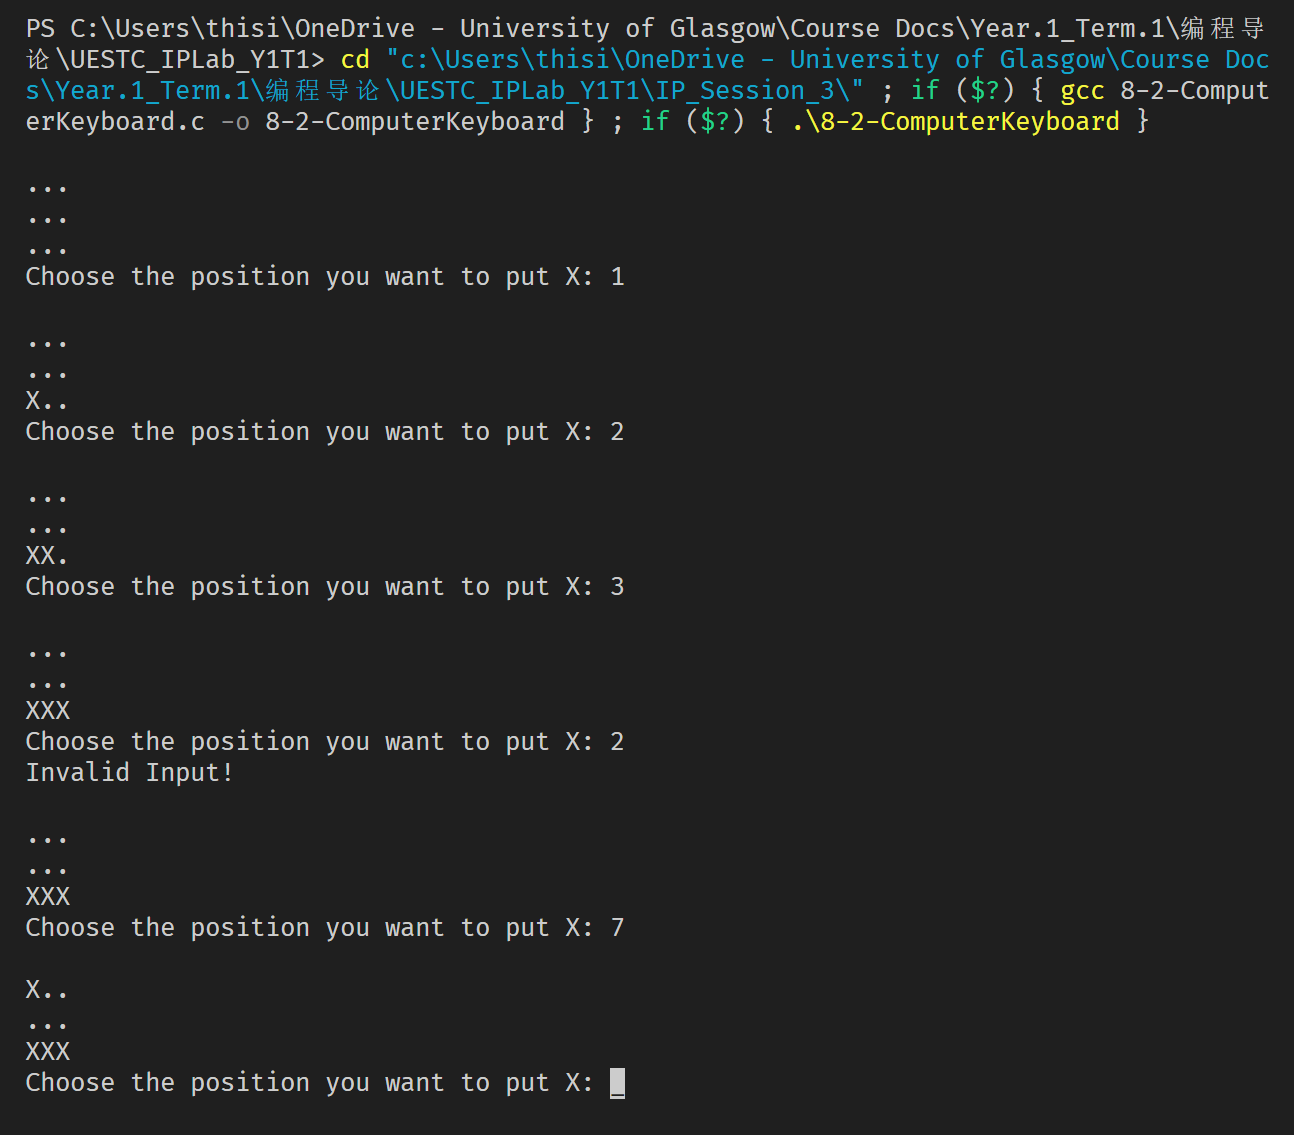 PS C:\Users\thisi\OneDrive - University of Glasgow\Course Docs\Year.1_Term.1\编程导
论\UESTC_IPLab_Y1T1> cd "c:\Users\thisi\OneDrive - University of Glasgow\Course Doc
s\Year.1_Term.1\编程导论\UESTC_IPLab_Y1T1\IP_Session_3\" ; if ($?) { gcc 8-2-Comput
erKeyboard.c -o 8-2-ComputerKeyboard } ; if ($?) { .\8-2-ComputerKeyboard }
...
...
...
Choose the position you want to put X: 1
...
...
X..
Choose the position you want to put X: 2
...
...
XX.
Choose the position you want to put X: 3
...
...
XXX
Choose the position you want to put X: 2
Invalid Input!
...
...
XXX
Choose the position you want to put X: 7
X..
...
XXX
Choose the position you want to put X: